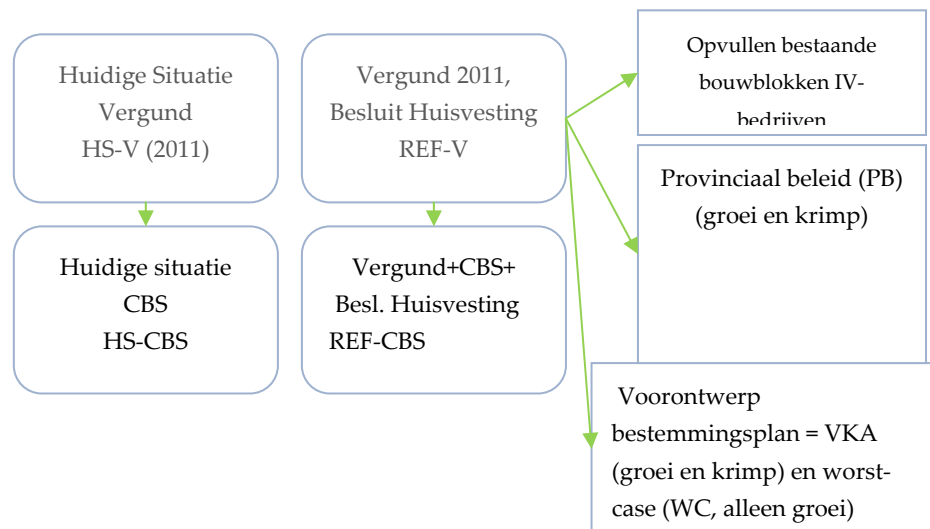 Huidige Situatie
Vergund
HS-V (2011)
Vergund 2011,
Besluit Huisvesting
REF-V
Opvullen bestaande
bouwblokken IV-
bedrijven
Provinciaal beleid (PB)
(groei en krimp)
Huidige situatie
CBS
HS-CBS
Vergund+CBS+
Besl. Huisvesting
REF-CBS
Voorontwerp
bestemmingsplan = VKA
(groei en krimp) en worst-
case (WC, alleen groei)